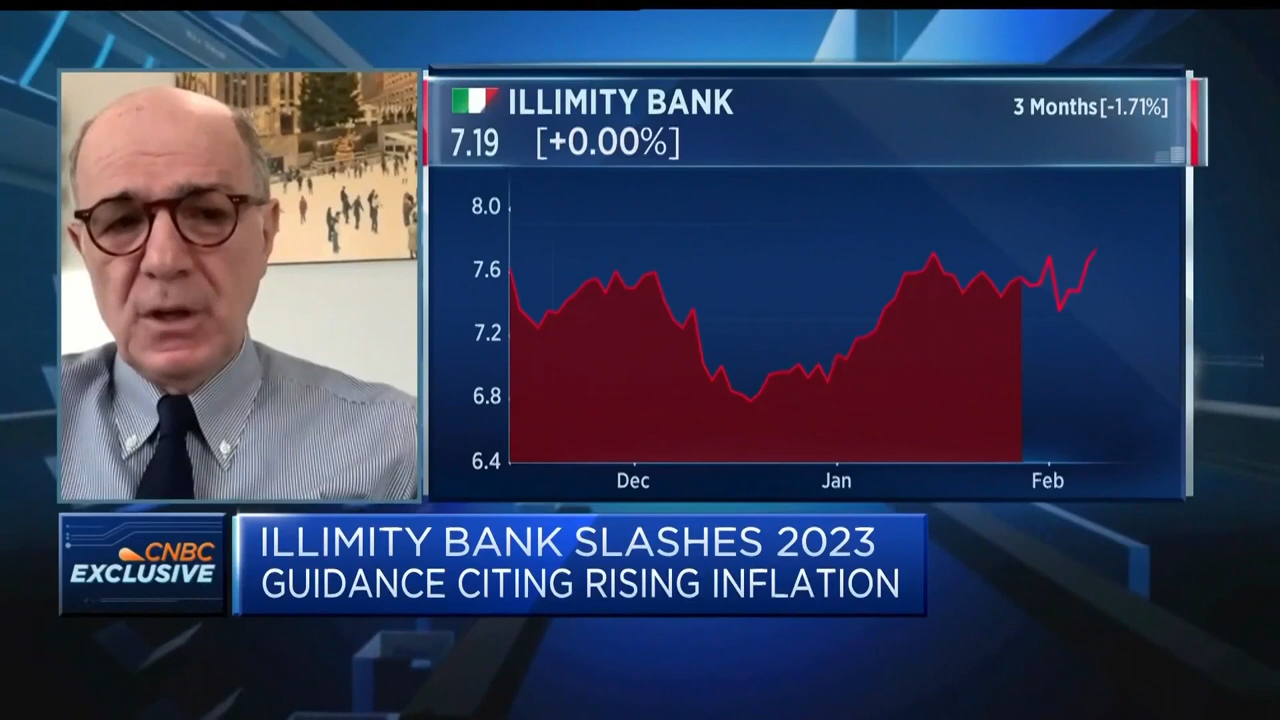 ILLIMITY BANK
3 Months[-1.71%]
7.19 [+0.00%]
8.0
7.6
7.2
6.8
6.4
Dec Jan Feb
CNBC
EXCLUSIVE
ILLIMITY BANK SLASHES 2023
GUIDANCE CITING RISING INFLATION